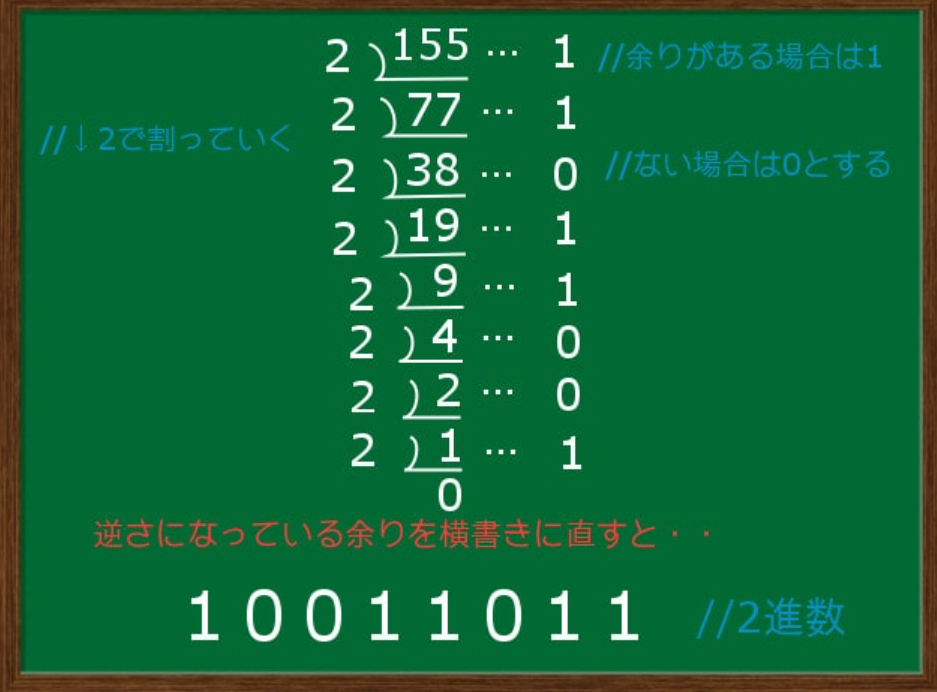 2 )155 … 1 //余りがある場合は1
2 )77 … 1
//↓2で割っていく
2 )38 … 0 //ない場合は0とする
2 )19 … 1
2 )9 … 1
2 )4 … 0
2 )2 … 0
2 )1 … 1
0
逆さになっている余りを横書きに直すと・・
1 0 0 1 1 0 1 1 //2進数